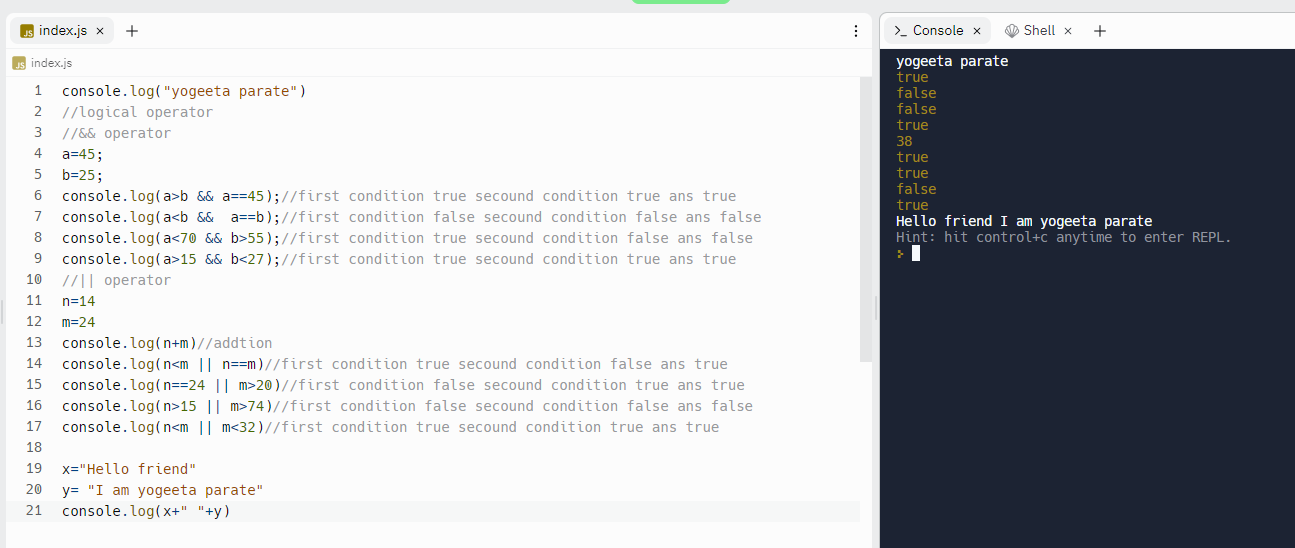 index.js × +
index.js
1 console.log("yogeeta parate")
2 //logical operator
3 //&& operator
4 a=45;
5 b=25;
6 console.log(a>b && a==45);//first condition true secound condition true ans true
7 console.log(a<b &&  a==b);//first condition false secound condition false ans false
8 console.log(a<70 && b>55);//first condition true secound condition false ans false
9 console.log(a>15 && b<27);//first condition true secound condition true ans true
10 //|| operator
11 n=14
12 m=24
13 console.log(n+m)//addtion
14 console.log(n<m || n==m)//first condition true secound condition false ans true
15 console.log(n==24 || m>20)//first condition false secound condition true ans true
16 console.log(n>15 || m>74)//first condition false secound condition false ans false
17 console.log(n<m || m<32)//first condition true secound condition true ans true
18
19 x="Hello friend"
20 y= "I am yogeeta parate"
21 console.log(x+" "+y)
Console × Shell × +
yogeeta parate
true
false
false
true
38
true
true
false
true
Hello friend I am yogeeta parate
Hint: hit control+c anytime to enter REPL.